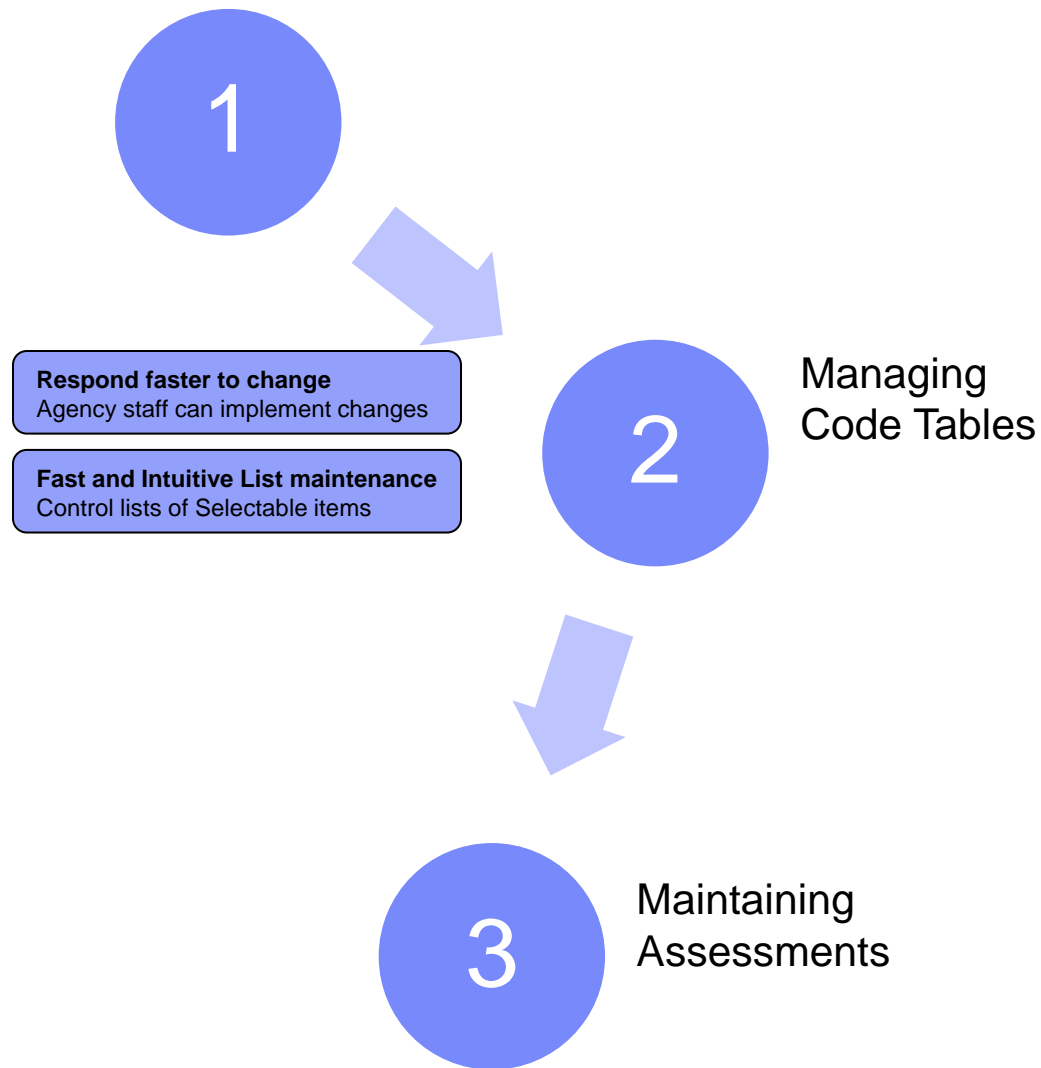 1
Respond faster to change
Agency staff can implement changes
Fast and Intuitive List maintenance
Control lists of Selectable items
2
Managing
Code Tables
3
Maintaining
Assessments